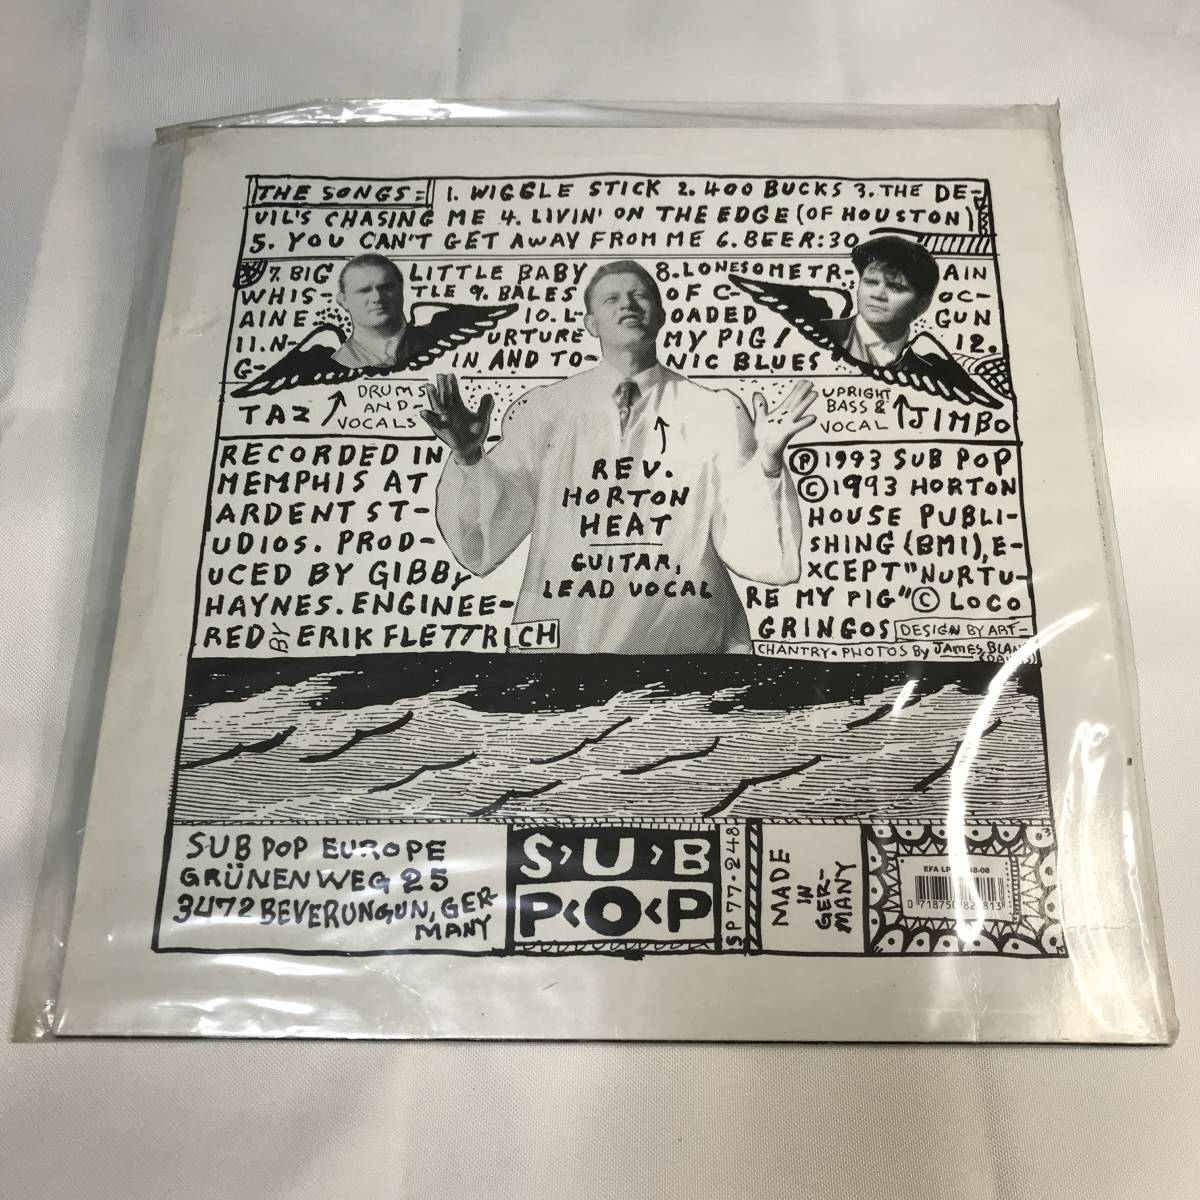 THE SONGS: 1. WIGGLE STICK 2. 400 BUCKS 3. THE DE-
VIL'S CHASING ME 4. LIVIN' ON THE EDGE (OF HOUSTON)
5. YOU CAN'T GET AWAY FROM ME 6. BEER:30
7. BIG LITTLE BABY 8. LONESOME TR- AIN
WHIS- TLE 9. BALES OF C- OC-
AINE 10. L- OADED GUN
11. N- URTURE MY PIG! 12.
G- IN AND TO- NIC BLUES
TAZ
DRUMS
AND
VOCALS
UPRIGHT
BASS &
VOCAL
JIMBO
REV.
HORTON
HEAT
GUITAR,
LEAD VOCAL
RECORDED IN
MEMPHIS AT
ARDENT ST-
UDIOS. PROD-
UCED BY GIBBY
HAYNES. ENGINEE-
RED BY ERIK FLETTRICH
℗1993 SUB POP
©1993 HORTON
HOUSE PUBLI-
SHING (BMI), E-
XCEPT "NURTU-
RE MY PIG" © LOCO
GRINGOS DESIGN BY ART
CHANTRY • PHOTOS BY JAMES BLAND
SUB POP EUROPE
GRÜNENWEG 25
3472 BEVERUNGUN, GER-
MANY
S>U>B
P<O<P
SP 77-248
MADE
IN
GER-
MANY